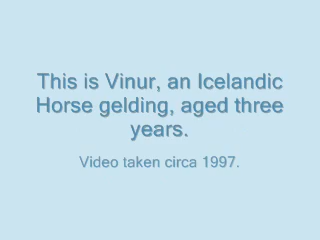 This is Vinur, an Icelandic
Horse gelding, aged three
years.
Video taken circa 1997.